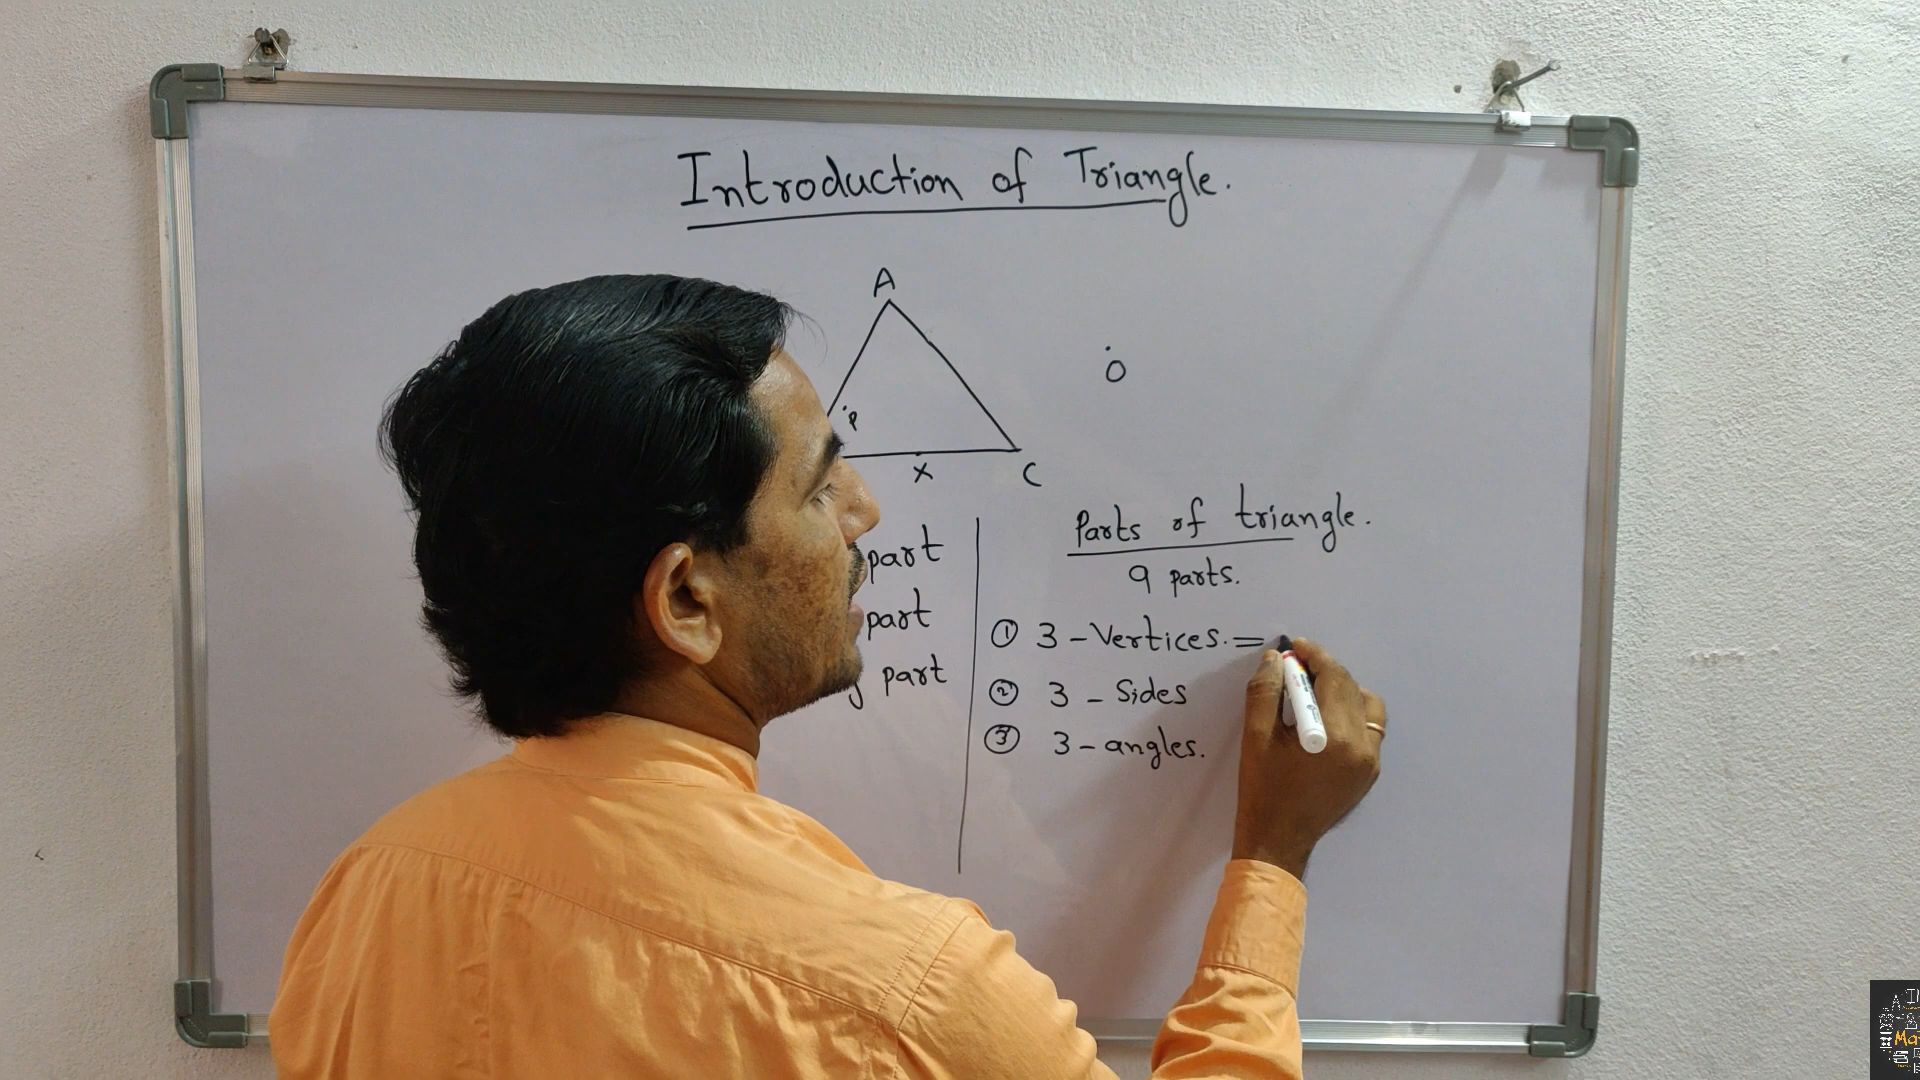 Introduction of Triangle.
A
O
P
X
C
part
part
part
Parts of triangle.
9 parts.
① 3 - Vertices. =
② 3 - Sides
③ 3 - angles.
Ma